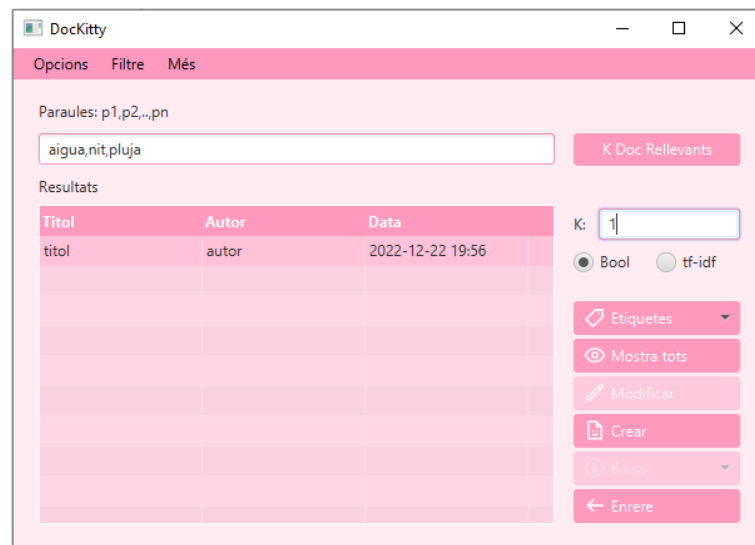 DocKitty
Opcions Filtre Més
Paraules: p1,p2,..,pn
aigua,nit,pluja
K Doc Rellevants
Resultats
Titol Autor Data
titol autor 2022-12-22 19:56
K: 1
Bool tf-idf
Etiquetes
Mostra tots
Modificar
Crear
Baixa
Enrere